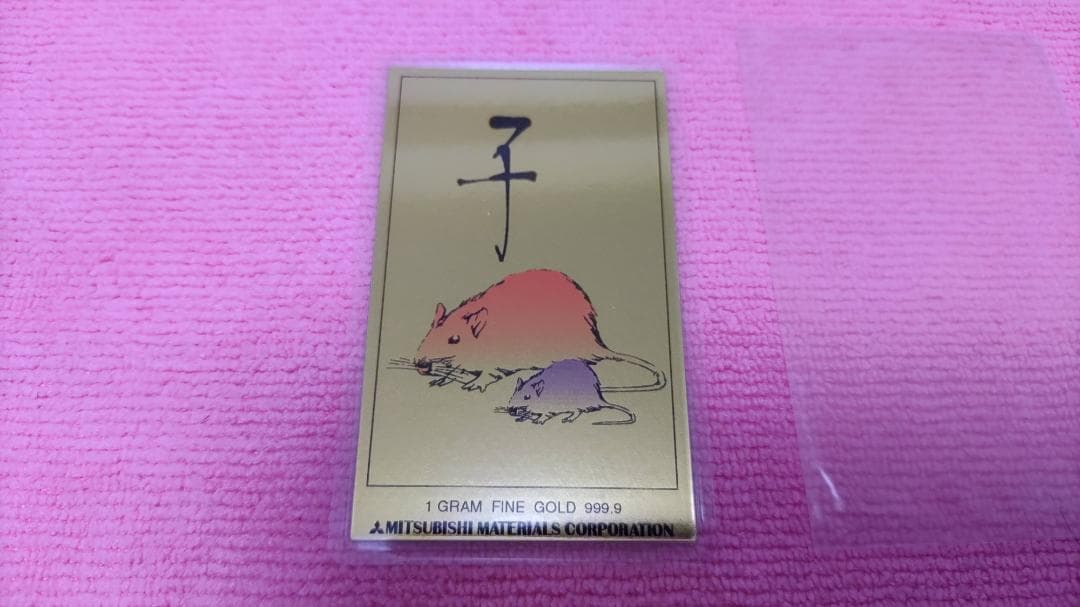 子
1 GRAM FINE GOLD 999.9
MITSUBISHI MATERIALS CORPORATION